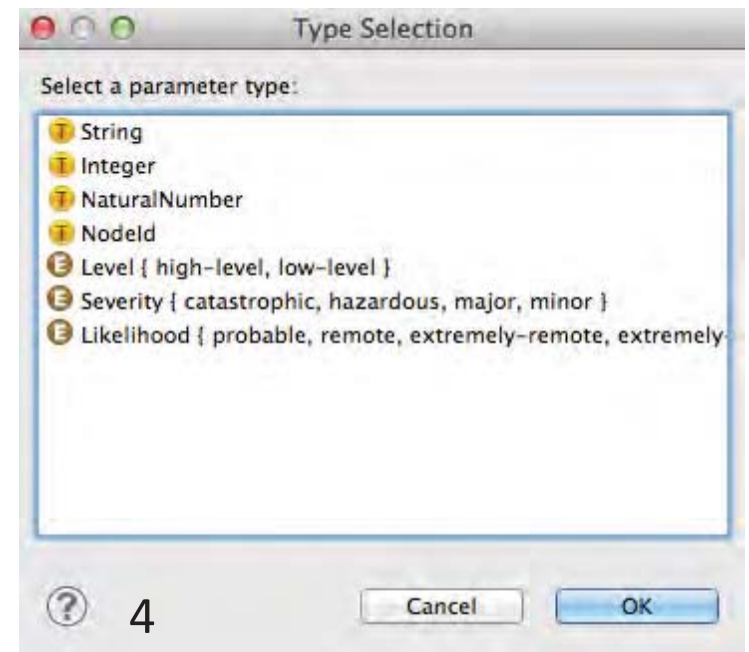 Type Selection
Select a parameter type:
T String
T Integer
T NaturalNumber
T NodeId
E Level { high-level, low-level }
E Severity { catastrophic, hazardous, major, minor }
E Likelihood { probable, remote, extremely-remote, extremely-
? 4 Cancel OK